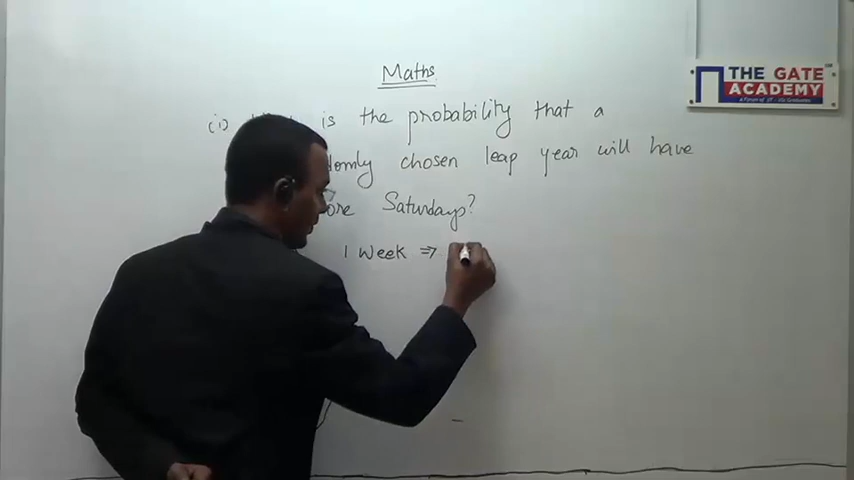 Maths
(i) is the probability that a
chosen leap year will have
Saturdays?
1 Week ⇒
THE GATE
ACADEMY